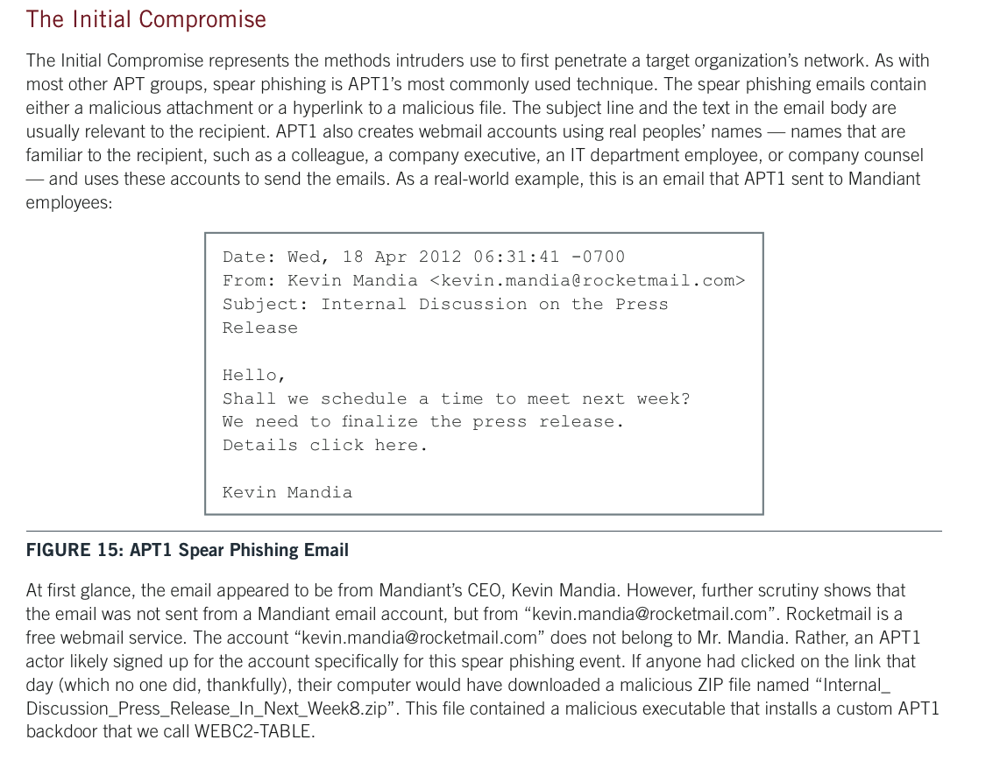 The Initial Compromise
The Initial Compromise represents the methods intruders use to first penetrate a target organization's network. As with
most other APT groups, spear phishing is APT1's most commonly used technique. The spear phishing emails contain
either a malicious attachment or a hyperlink to a malicious file. The subject line and the text in the email body are
usually relevant to the recipient. APT1 also creates webmail accounts using real peoples' names — names that are
familiar to the recipient, such as a colleague, a company executive, an IT department employee, or company counsel
— and uses these accounts to send the emails. As a real-world example, this is an email that APT1 sent to Mandiant
employees:
Date: Wed, 18 Apr 2012 06:31:41 -0700
From: Kevin Mandia <kevin.mandia@rocketmail.com>
Subject: Internal Discussion on the Press
Release
Hello,
Shall we schedule a time to meet next week?
We need to finalize the press release.
Details click here.
Kevin Mandia
FIGURE 15: APT1 Spear Phishing Email
At first glance, the email appeared to be from Mandiant's CEO, Kevin Mandia. However, further scrutiny shows that
the email was not sent from a Mandiant email account, but from “kevin.mandia@rocketmail.com”. Rocketmail is a
free webmail service. The account “kevin.mandia@rocketmail.com” does not belong to Mr. Mandia. Rather, an APT1
actor likely signed up for the account specifically for this spear phishing event. If anyone had clicked on the link that
day (which no one did, thankfully), their computer would have downloaded a malicious ZIP file named “Internal_
Discussion_Press_Release_In_Next_Week8.zip”. This file contained a malicious executable that installs a custom APT1
backdoor that we call WEBC2-TABLE.